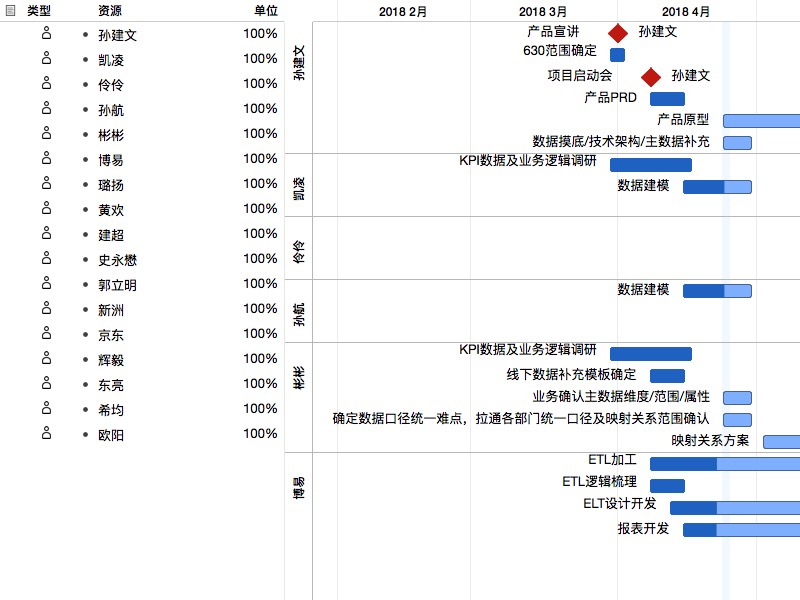 类型 资源 单位
孙建文 100%
凯凌 100%
伶伶 100%
孙航 100%
彬彬 100%
博易 100%
璐扬 100%
黄欢 100%
建超 100%
史永懋 100%
郭立明 100%
新洲 100%
京东 100%
辉毅 100%
东亮 100%
希均 100%
欧阳 100%
2018 2月 2018 3月 2018 4月
孙建文
产品宣讲 孙建文
630范围确定
项目启动会 孙建文
产品PRD
产品原型
数据摸底/技术架构/主数据补充
凯凌
KPI数据及业务逻辑调研
数据建模
伶伶
孙航
数据建模
彬彬
KPI数据及业务逻辑调研
线下数据补充模板确定
业务确认主数据维度/范围/属性
确定数据口径统一难点，拉通各部门统一口径及映射关系范围确认
映射关系方案
博易
ETL加工
ETL逻辑梳理
ELT设计开发
报表开发